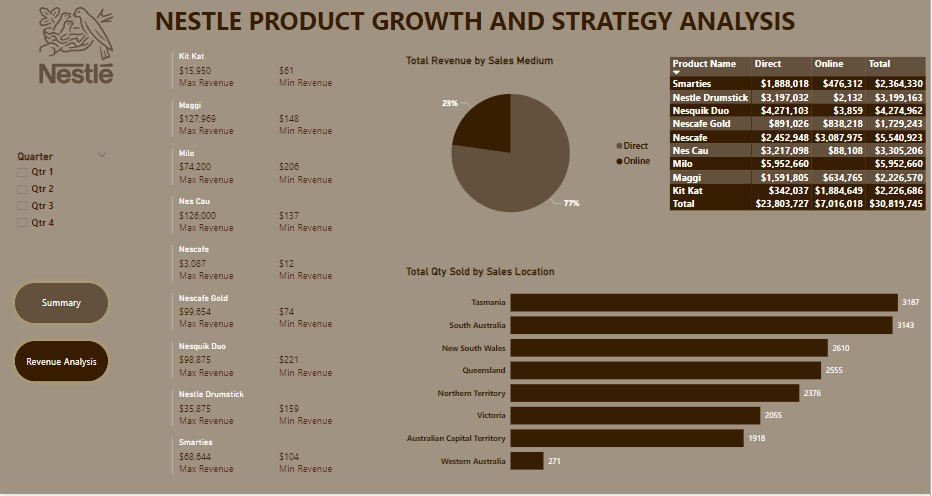 NESTLE PRODUCT GROWTH AND STRATEGY ANALYSIS
Nestlé
Quarter
Qtr 1
Qtr 2
Qtr 3
Qtr 4
Summary
Revenue Analysis
Kit Kat
$15,950 $61
Max Revenue Min Revenue
Maggi
$127,969 $148
Max Revenue Min Revenue
Milo
$74,200 $206
Max Revenue Min Revenue
Nes Cau
$126,000 $137
Max Revenue Min Revenue
Nescafe
$3,087 $12
Max Revenue Min Revenue
Nescafe Gold
$99,654 $74
Max Revenue Min Revenue
Nesquik Duo
$98,875 $221
Max Revenue Min Revenue
Nestle Drumstick
$35,875 $159
Max Revenue Min Revenue
Smarties
$68,644 $104
Max Revenue Min Revenue
Total Revenue by Sales Medium
23%
77%
Direct
Online
Product Name Direct Online Total
Smarties $1,888,018 $476,312 $2,364,330
Nestle Drumstick $3,197,032 $2,132 $3,199,163
Nesquik Duo $4,271,103 $3,859 $4,274,962
Nescafe Gold $891,026 $838,218 $1,729,243
Nescafe $2,452,948 $3,087,975 $5,540,923
Nes Cau $3,217,098 $88,108 $3,305,206
Milo $5,952,660 $5,952,660
Maggi $1,591,805 $634,765 $2,226,570
Kit Kat $342,037 $1,884,649 $2,226,686
Total $23,803,727 $7,016,018 $30,819,745
Total Qty Sold by Sales Location
Tasmania 3187
South Australia 3143
New South Wales 2610
Queensland 2555
Northern Territory 2376
Victoria 2055
Australian Capital Territory 1918
Western Australia 271